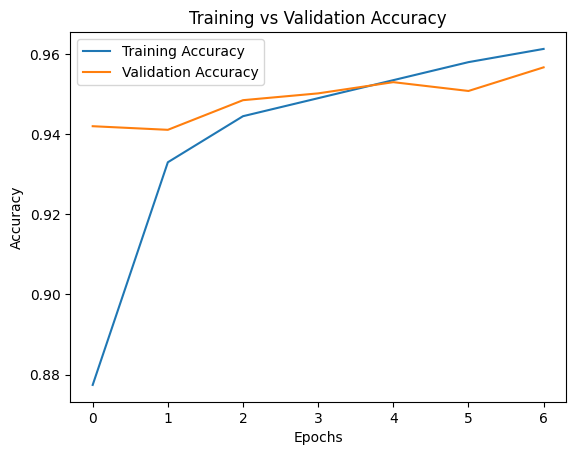 Training vs Validation Accuracy
Training Accuracy
Validation Accuracy
0.96
0.94
0.92
0.90
0.88
Accuracy
0 1 2 3 4 5 6
Epochs